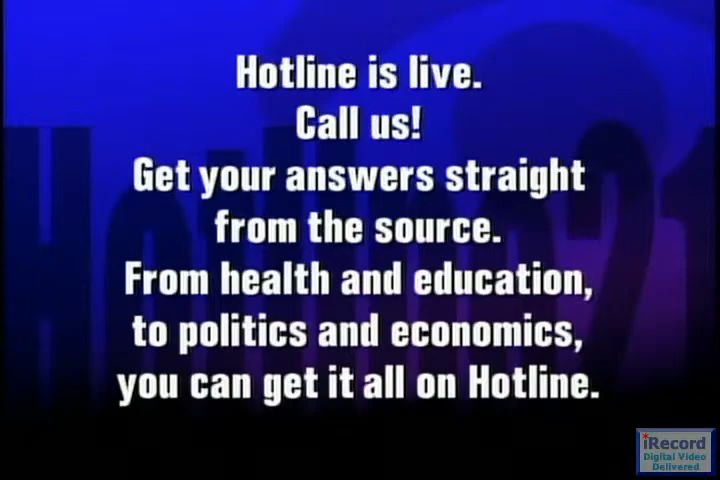 Hotline is live.
Call us!
Get your answers straight
from the source.
From health and education,
to politics and economics,
you can get it all on Hotline.
Hotline21
iRecord
Digital Video
Delivered